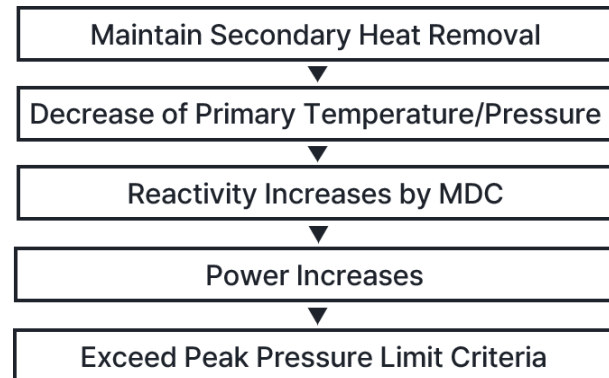 Maintain Secondary Heat Removal
Decrease of Primary Temperature/Pressure
Reactivity Increases by MDC
Power Increases
Exceed Peak Pressure Limit Criteria